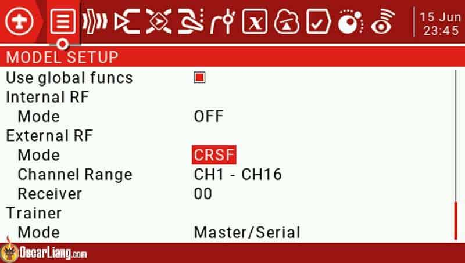 15 Jun
23:45
MODEL SETUP
Use global funcs
Internal RF
Mode OFF
External RF
Mode CRSF
Channel Range CH1 - CH16
Receiver 00
Trainer
Mode Master/Serial
OscarLiang.com